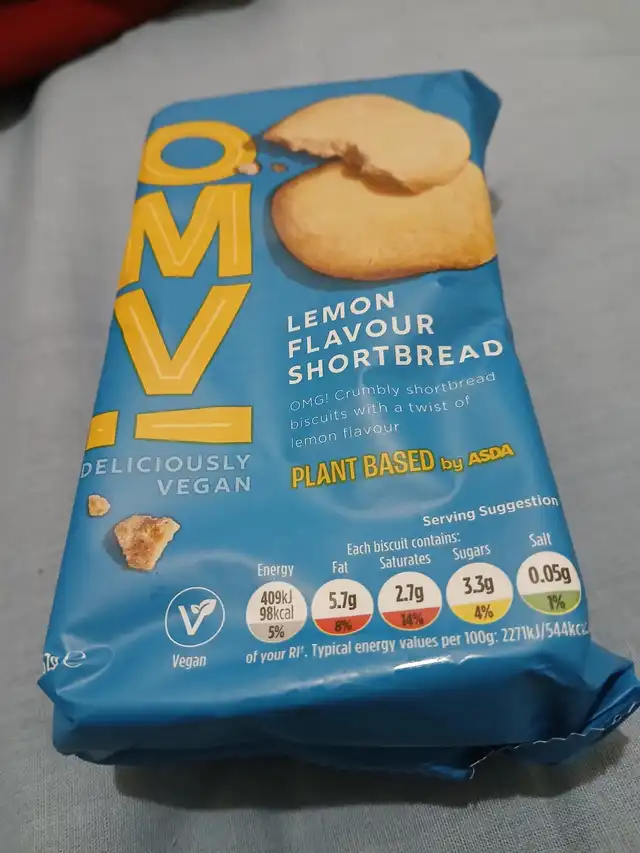 OMV!
DELICIOUSLY
VEGAN
LEMON
FLAVOUR
SHORTBREAD
OMG! Crumbly shortbread
biscuits with a twist of
lemon flavour
PLANT BASED by ASDA
Serving Suggestion
Each biscuit contains:
Energy Fat Saturates Sugars Salt
409kJ 5.7g 2.7g 3.3g 0.05g
98kcal
5% 8% 14% 4% 1%
of your RI*. Typical energy values per 100g: 2271kJ/544kcal
V
Vegan